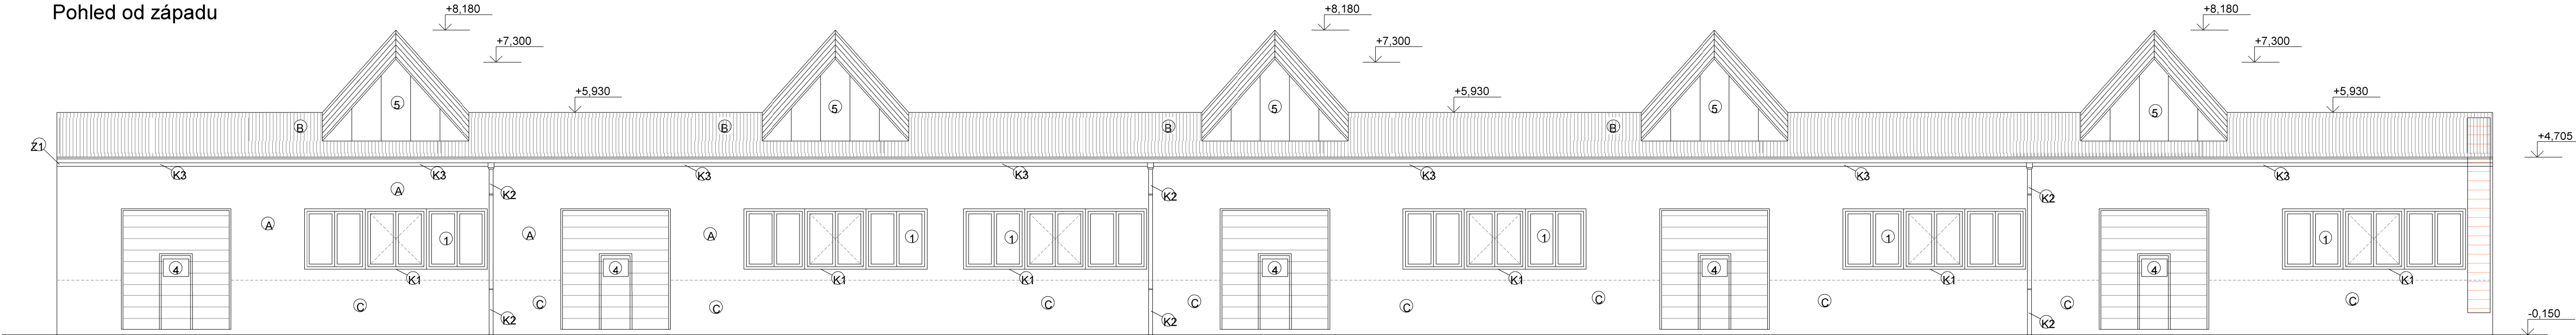 Pohled od západu
+8,180 +8,180 +8,180
+7,300 +7,300 +7,300
+5,930 +5,930 +5,930
5 5 5 5 5
B B B B
+4,705
Ž1
K3 K3 K3 K3 K3 K3 K3
A
K2 K2 K2
A A A
1 1 1 1 1 1
4 4 4 4 4
K1 K1 K1 K1 K1 K1
C C C C C C C C C C
K2 K2 K2
-0,150